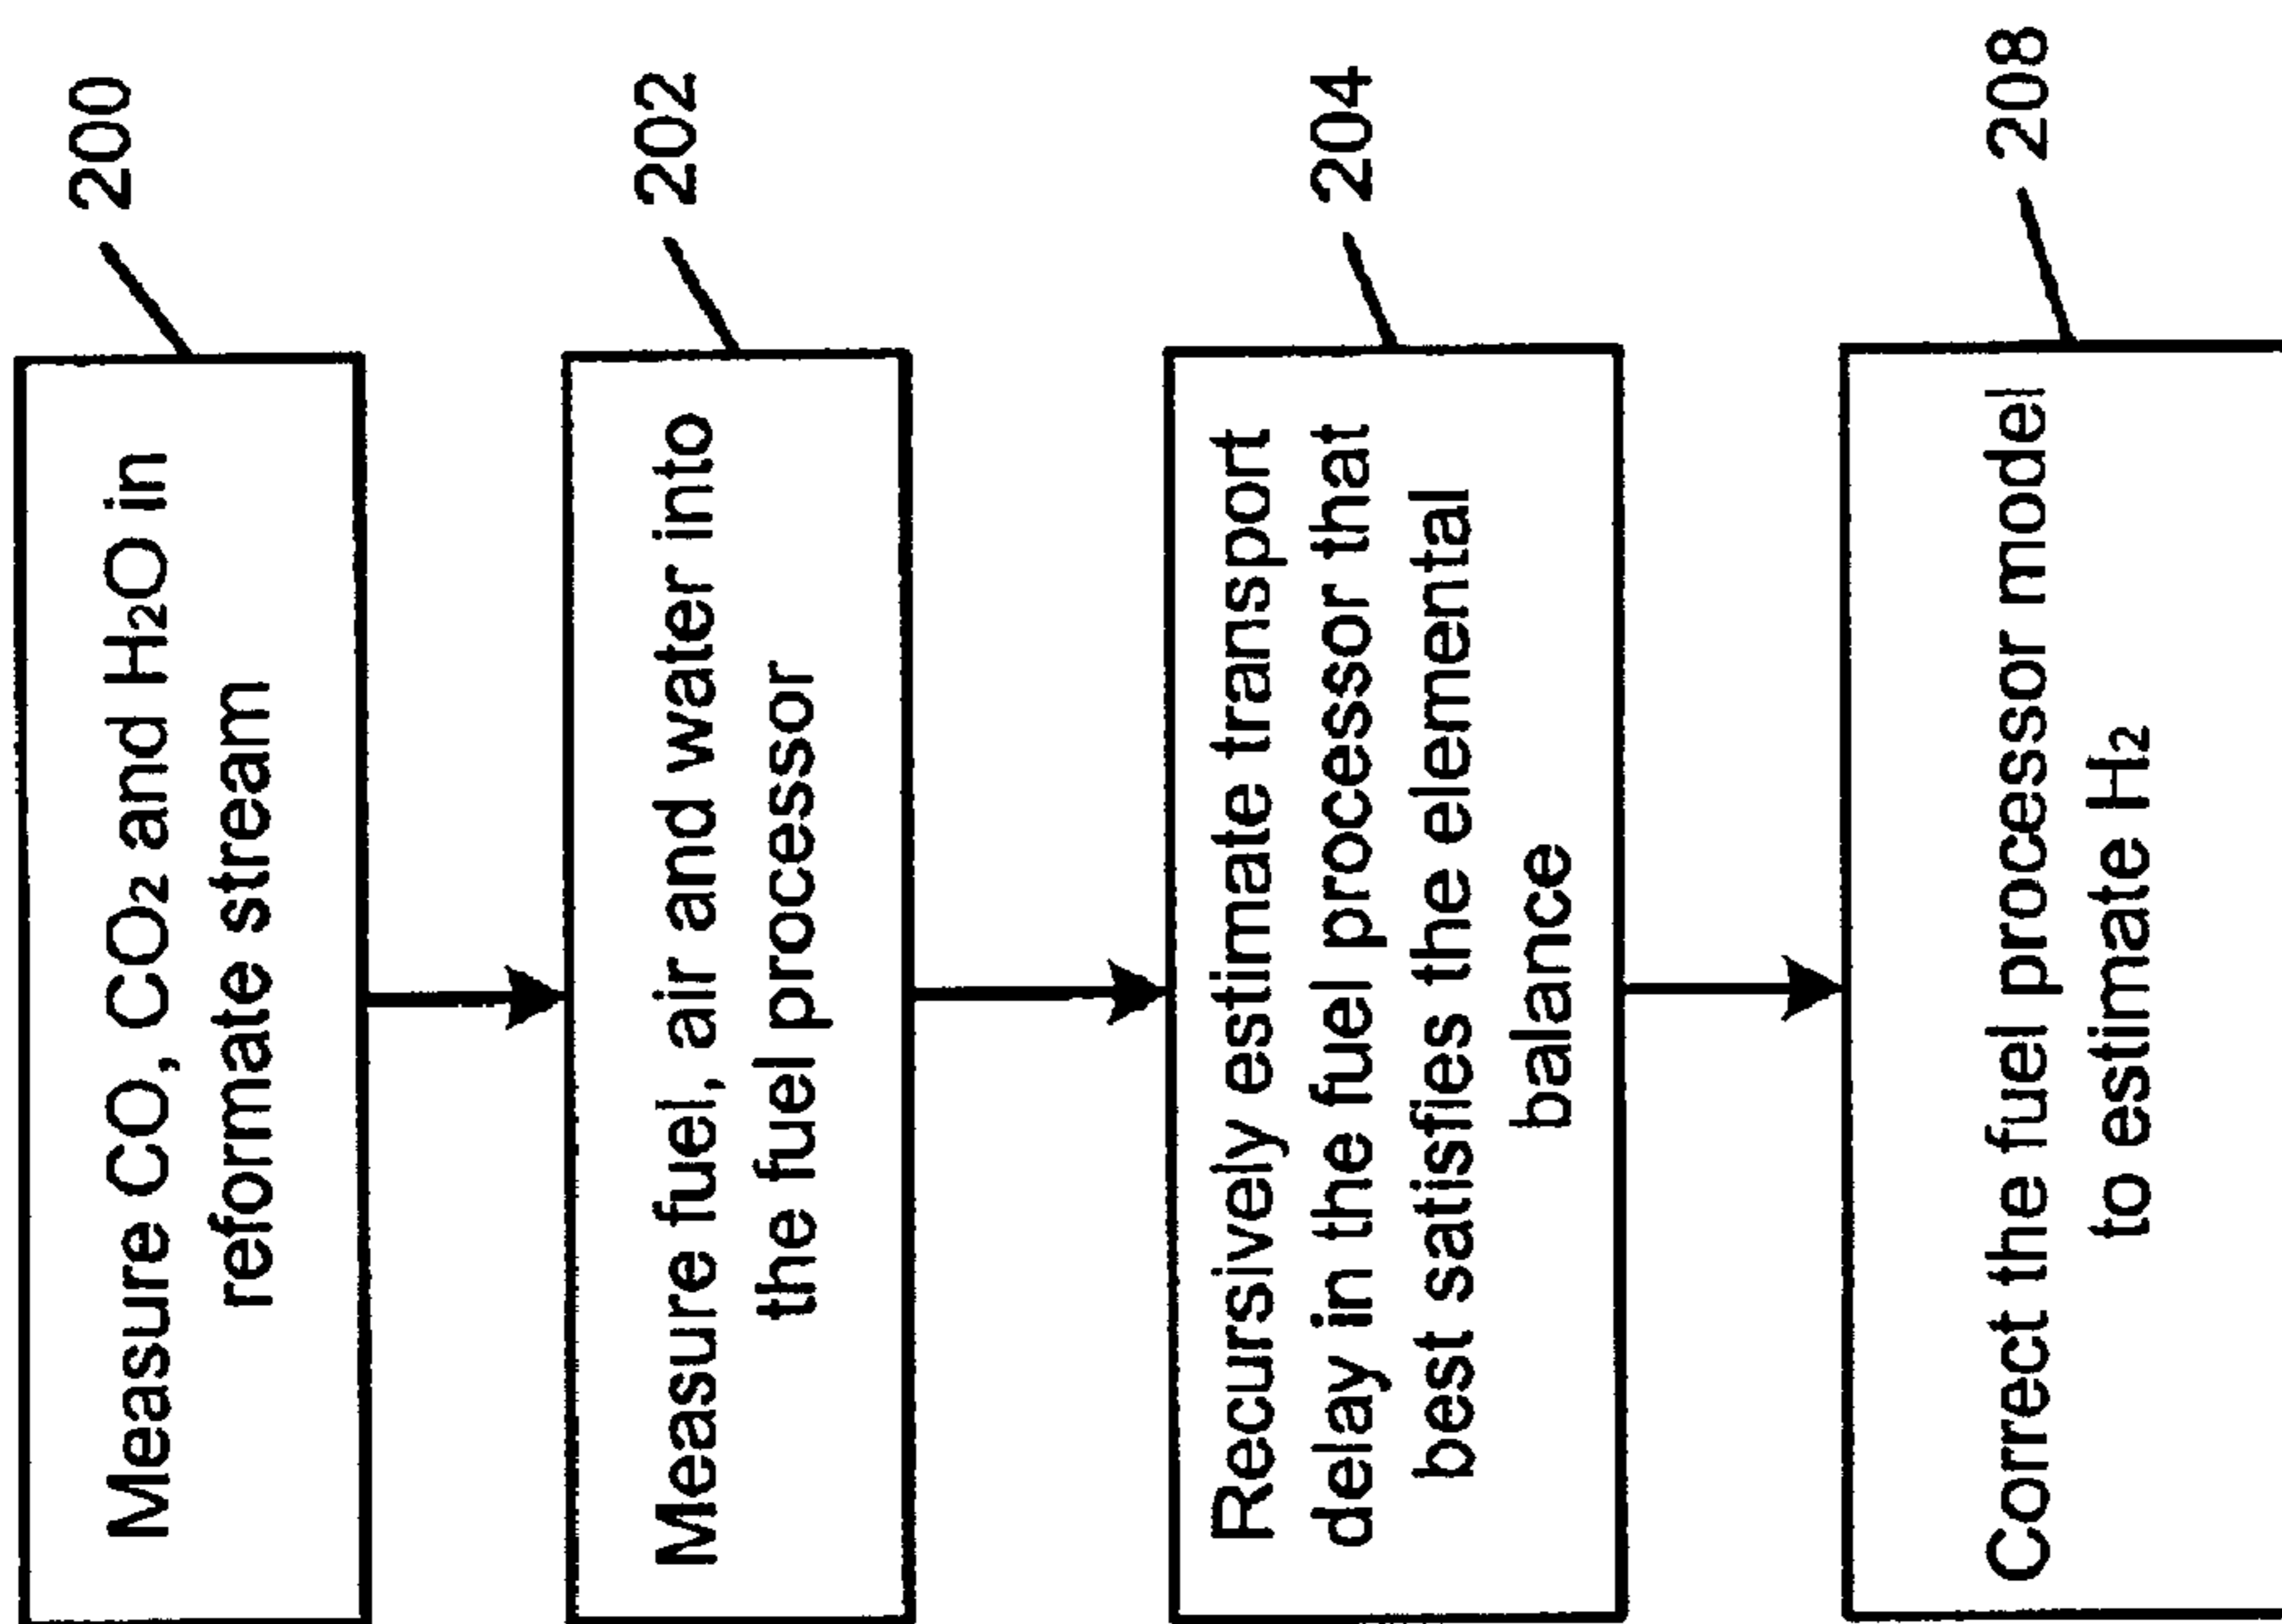 Measure CO, CO₂ and H₂O in
reformate stream
200
Measure fuel, air and water into
the fuel processor
202
Recursively estimate transport
delay in the fuel processor that
best satisfies the elemental
balance
204
Correct the fuel processor model
to estimate H₂
208